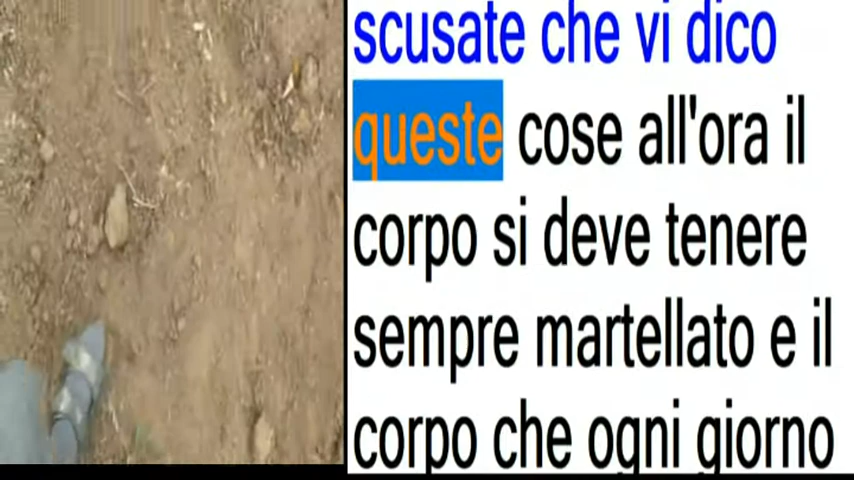 scusate che vi dico
queste cose all'ora il
corpo si deve tenere
sempre martellato e il
corpo che ogni giorno